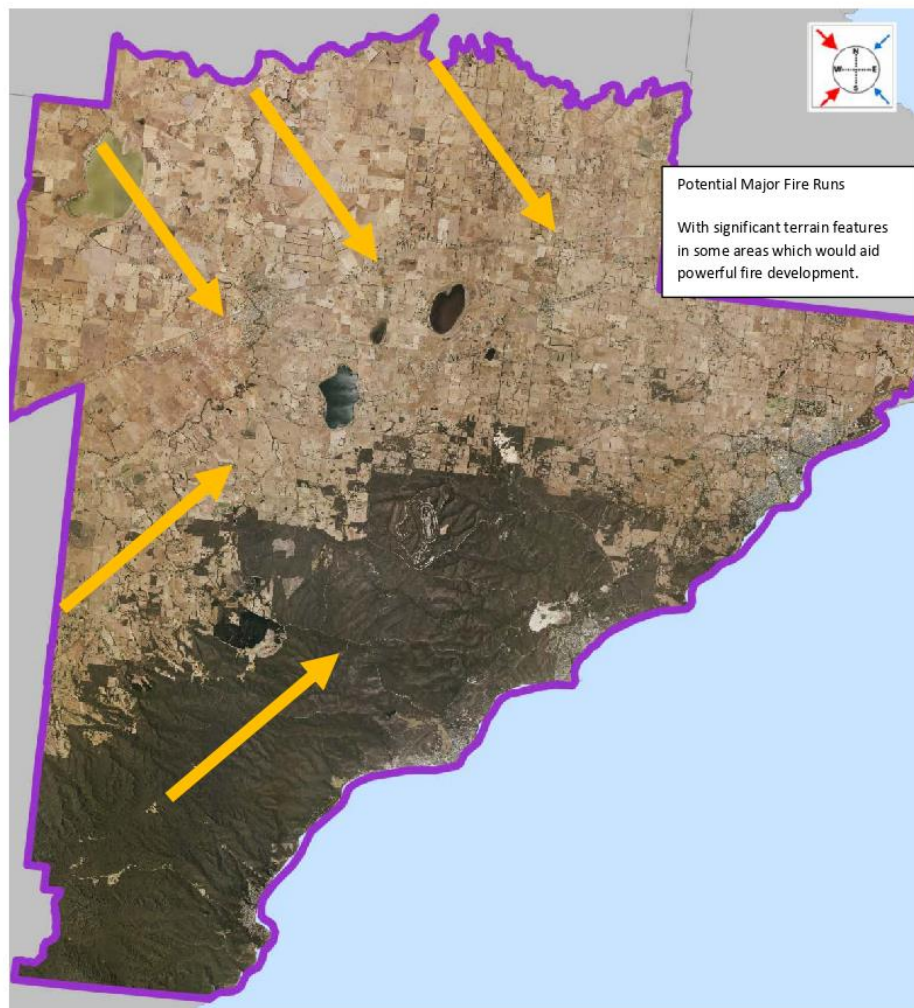 N
W E
S
Potential Major Fire Runs
With significant terrain features
in some areas which would aid
powerful fire development.